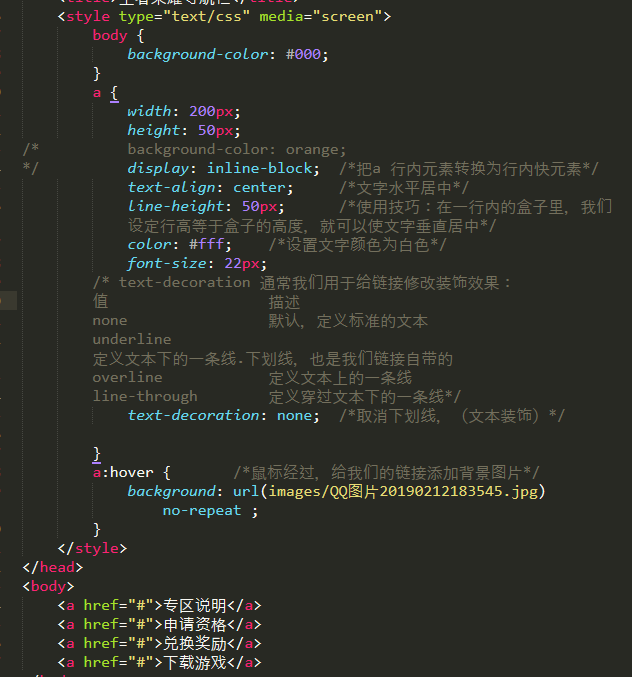 <style type="text/css" media="screen">
body {
background-color: #000;
}
a {
width: 200px;
height: 50px;
/* background-color: orange;
*/ display: inline-block; /*把a 行内元素转换为行内快元素*/
text-align: center; /*文字水平居中*/
line-height: 50px; /*使用技巧：在一行内的盒子里，我们
设定行高等于盒子的高度，就可以使文字垂直居中*/
color: #fff; /*设置文字颜色为白色*/
font-size: 22px;
/* text-decoration 通常我们用于给链接修改装饰效果：
值 描述
none 默认，定义标准的文本
underline
定义文本下的一条线.下划线，也是我们链接自带的
overline 定义文本上的一条线
line-through 定义穿过文本下的一条线*/
text-decoration: none; /*取消下划线，（文本装饰）*/
}
a:hover { /*鼠标经过，给我们的链接添加背景图片*/
background: url(images/QQ图片20190212183545.jpg)
no-repeat ;
}
</style>
</head>
<body>
<a href="#">专区说明</a>
<a href="#">申请资格</a>
<a href="#">兑换奖励</a>
<a href="#">下载游戏</a>